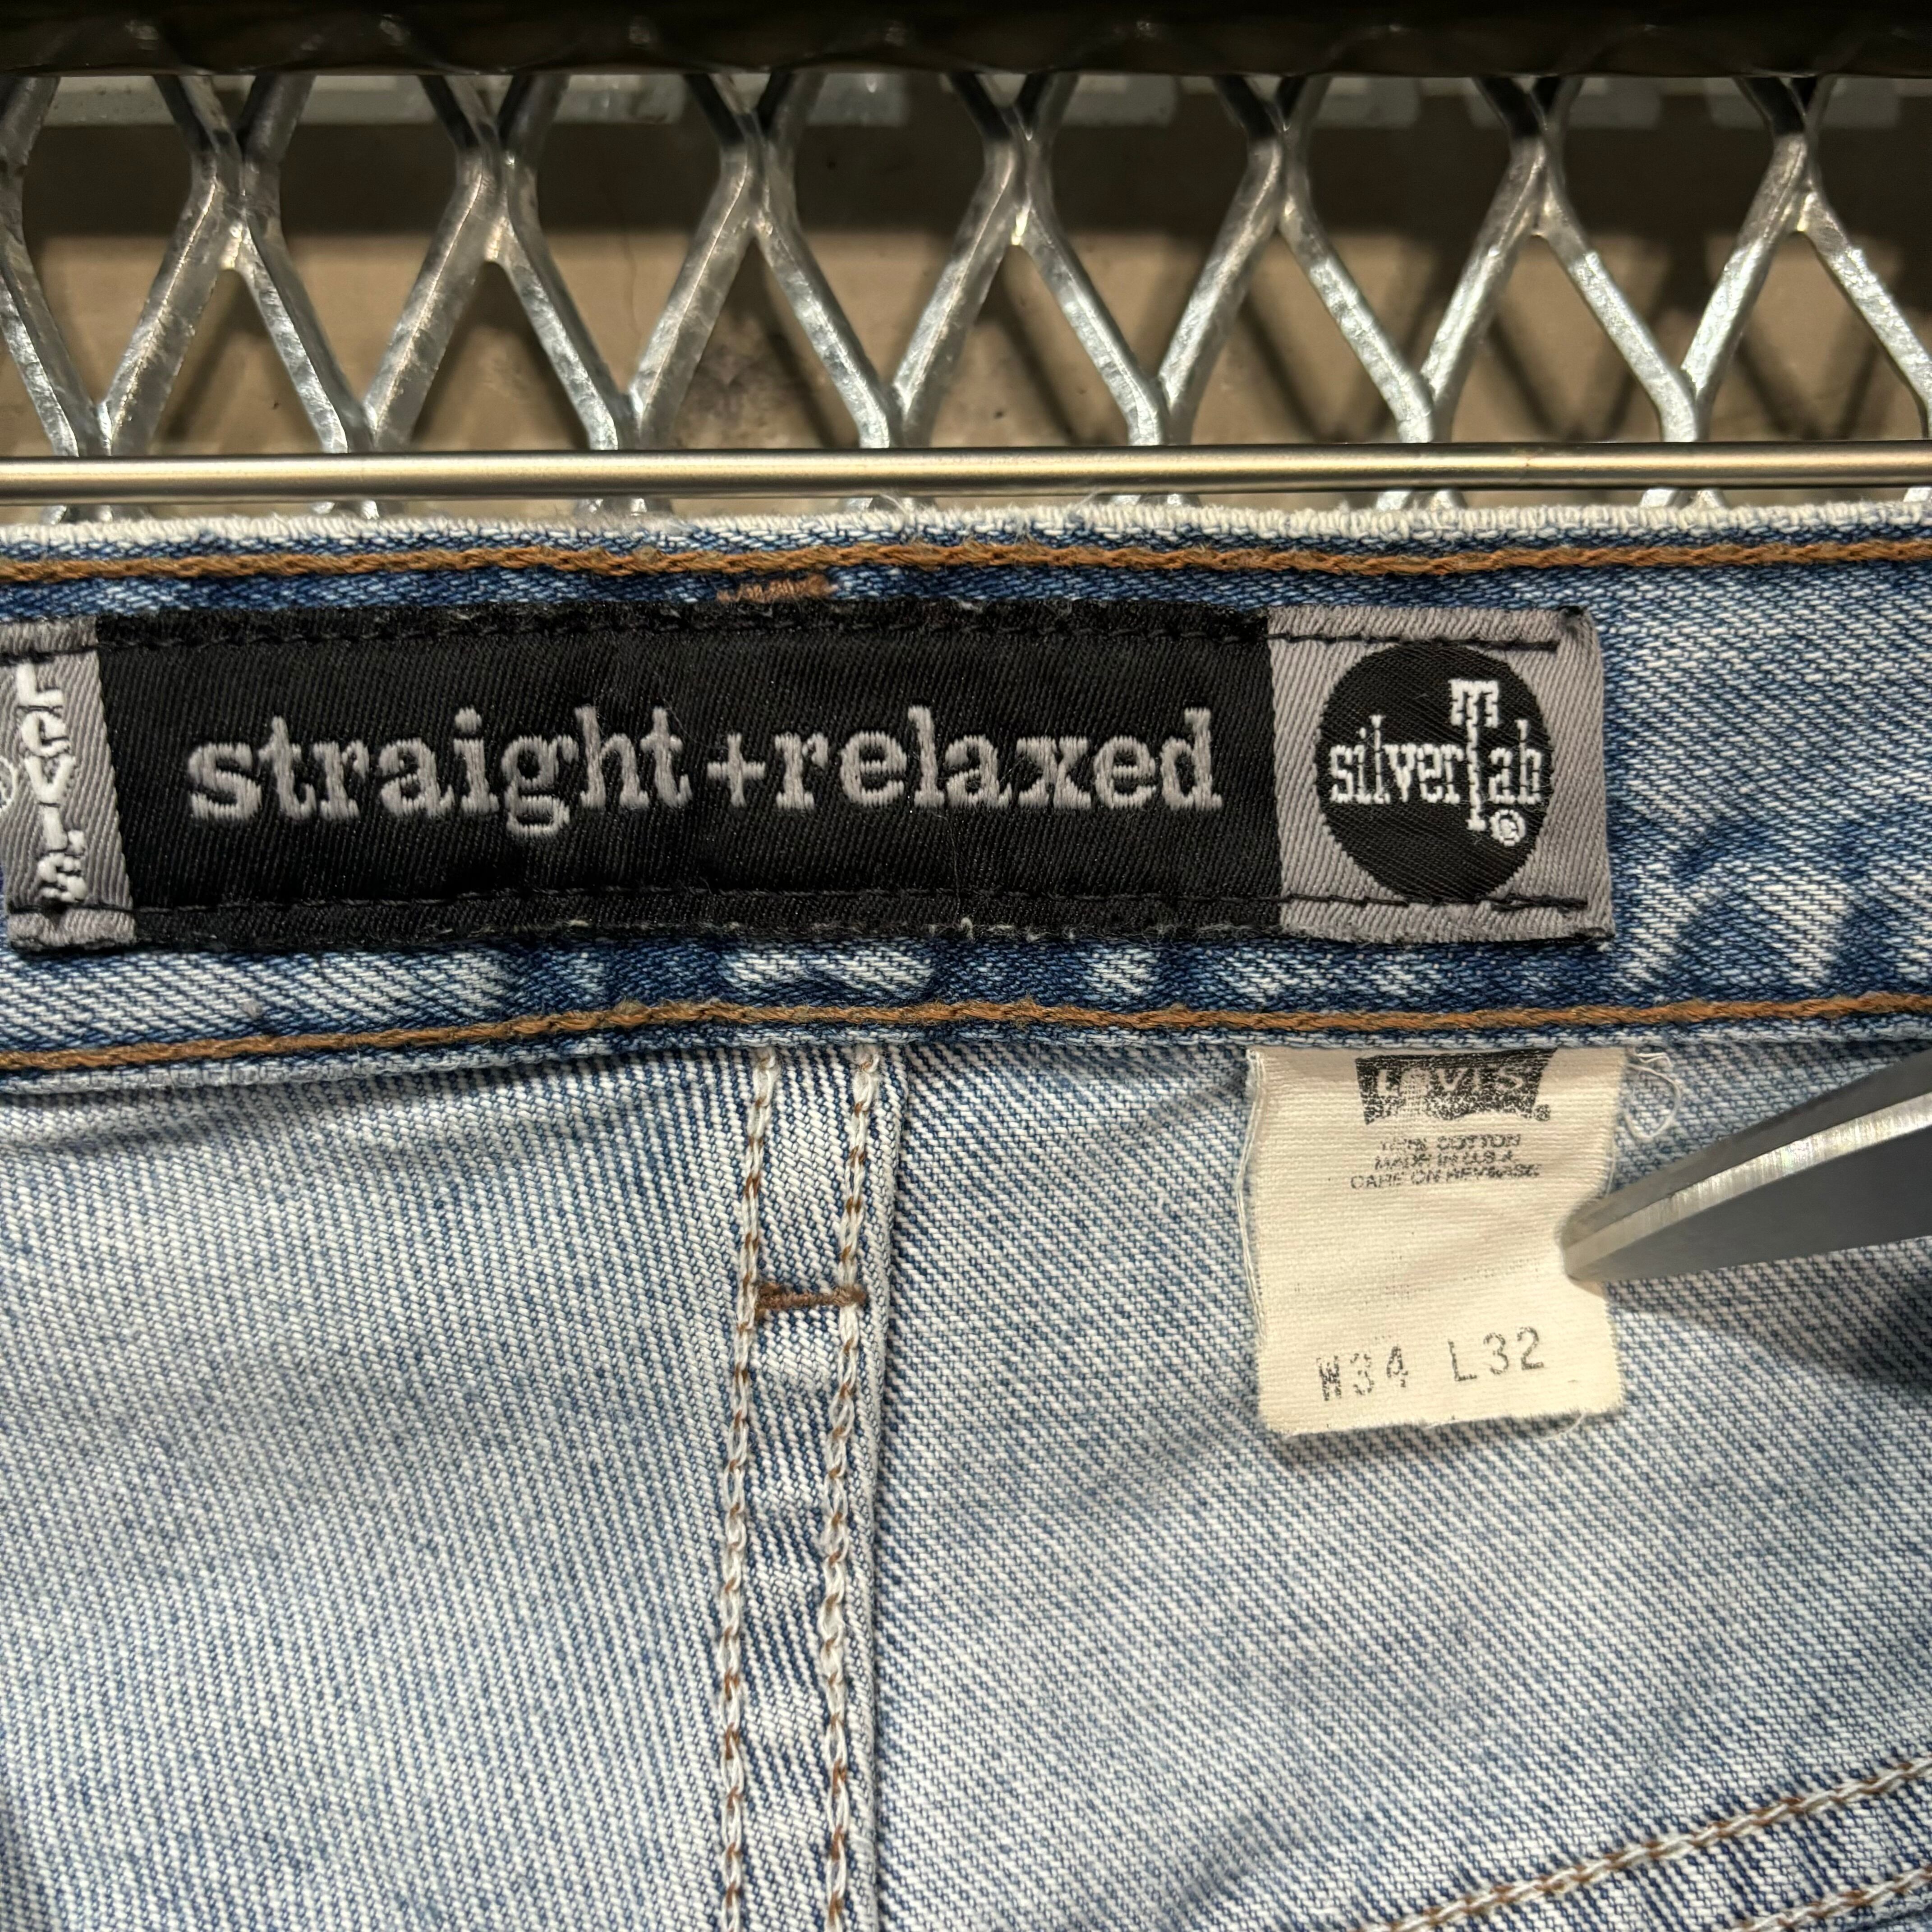 LEVI'S
straight+relaxed
silverTab®
LEVI'S
100% COTTON
MADE IN U.S.A.
CARE ON REVERSE
W34 L32